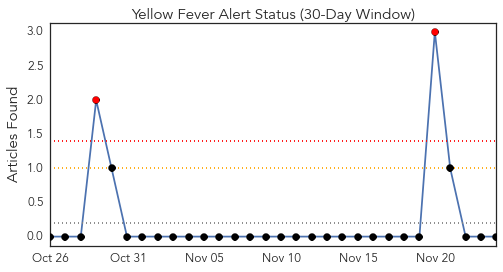 Yellow Fever Alert Status (30-Day Window)
Articles Found
3.0
2.5
2.0
1.5
1.0
0.5
0.0
Oct 26 Oct 31 Nov 05 Nov 10 Nov 15 Nov 20